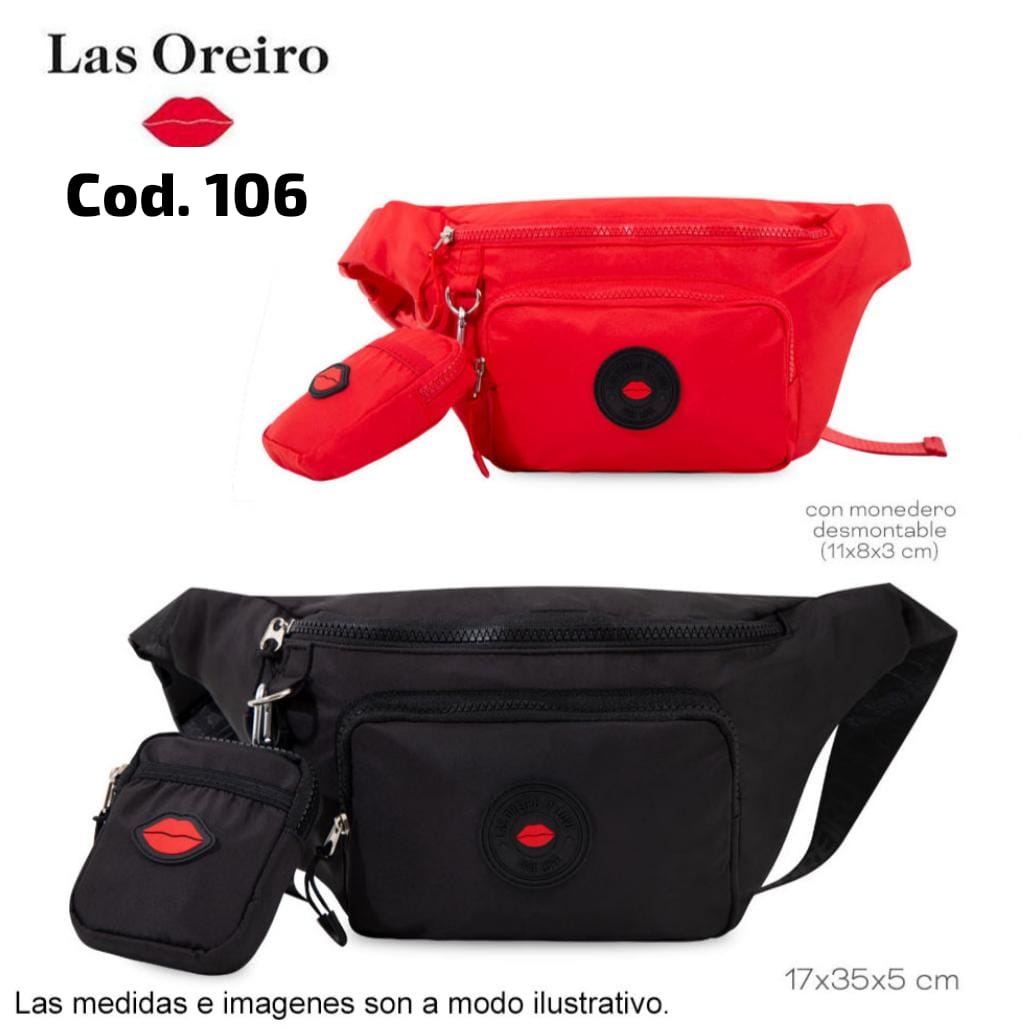 Las Oreiro
Cod. 106
con monedero
desmontable
(11x8x3 cm)
17x35x5 cm
Las medidas e imagenes son a modo ilustrativo.